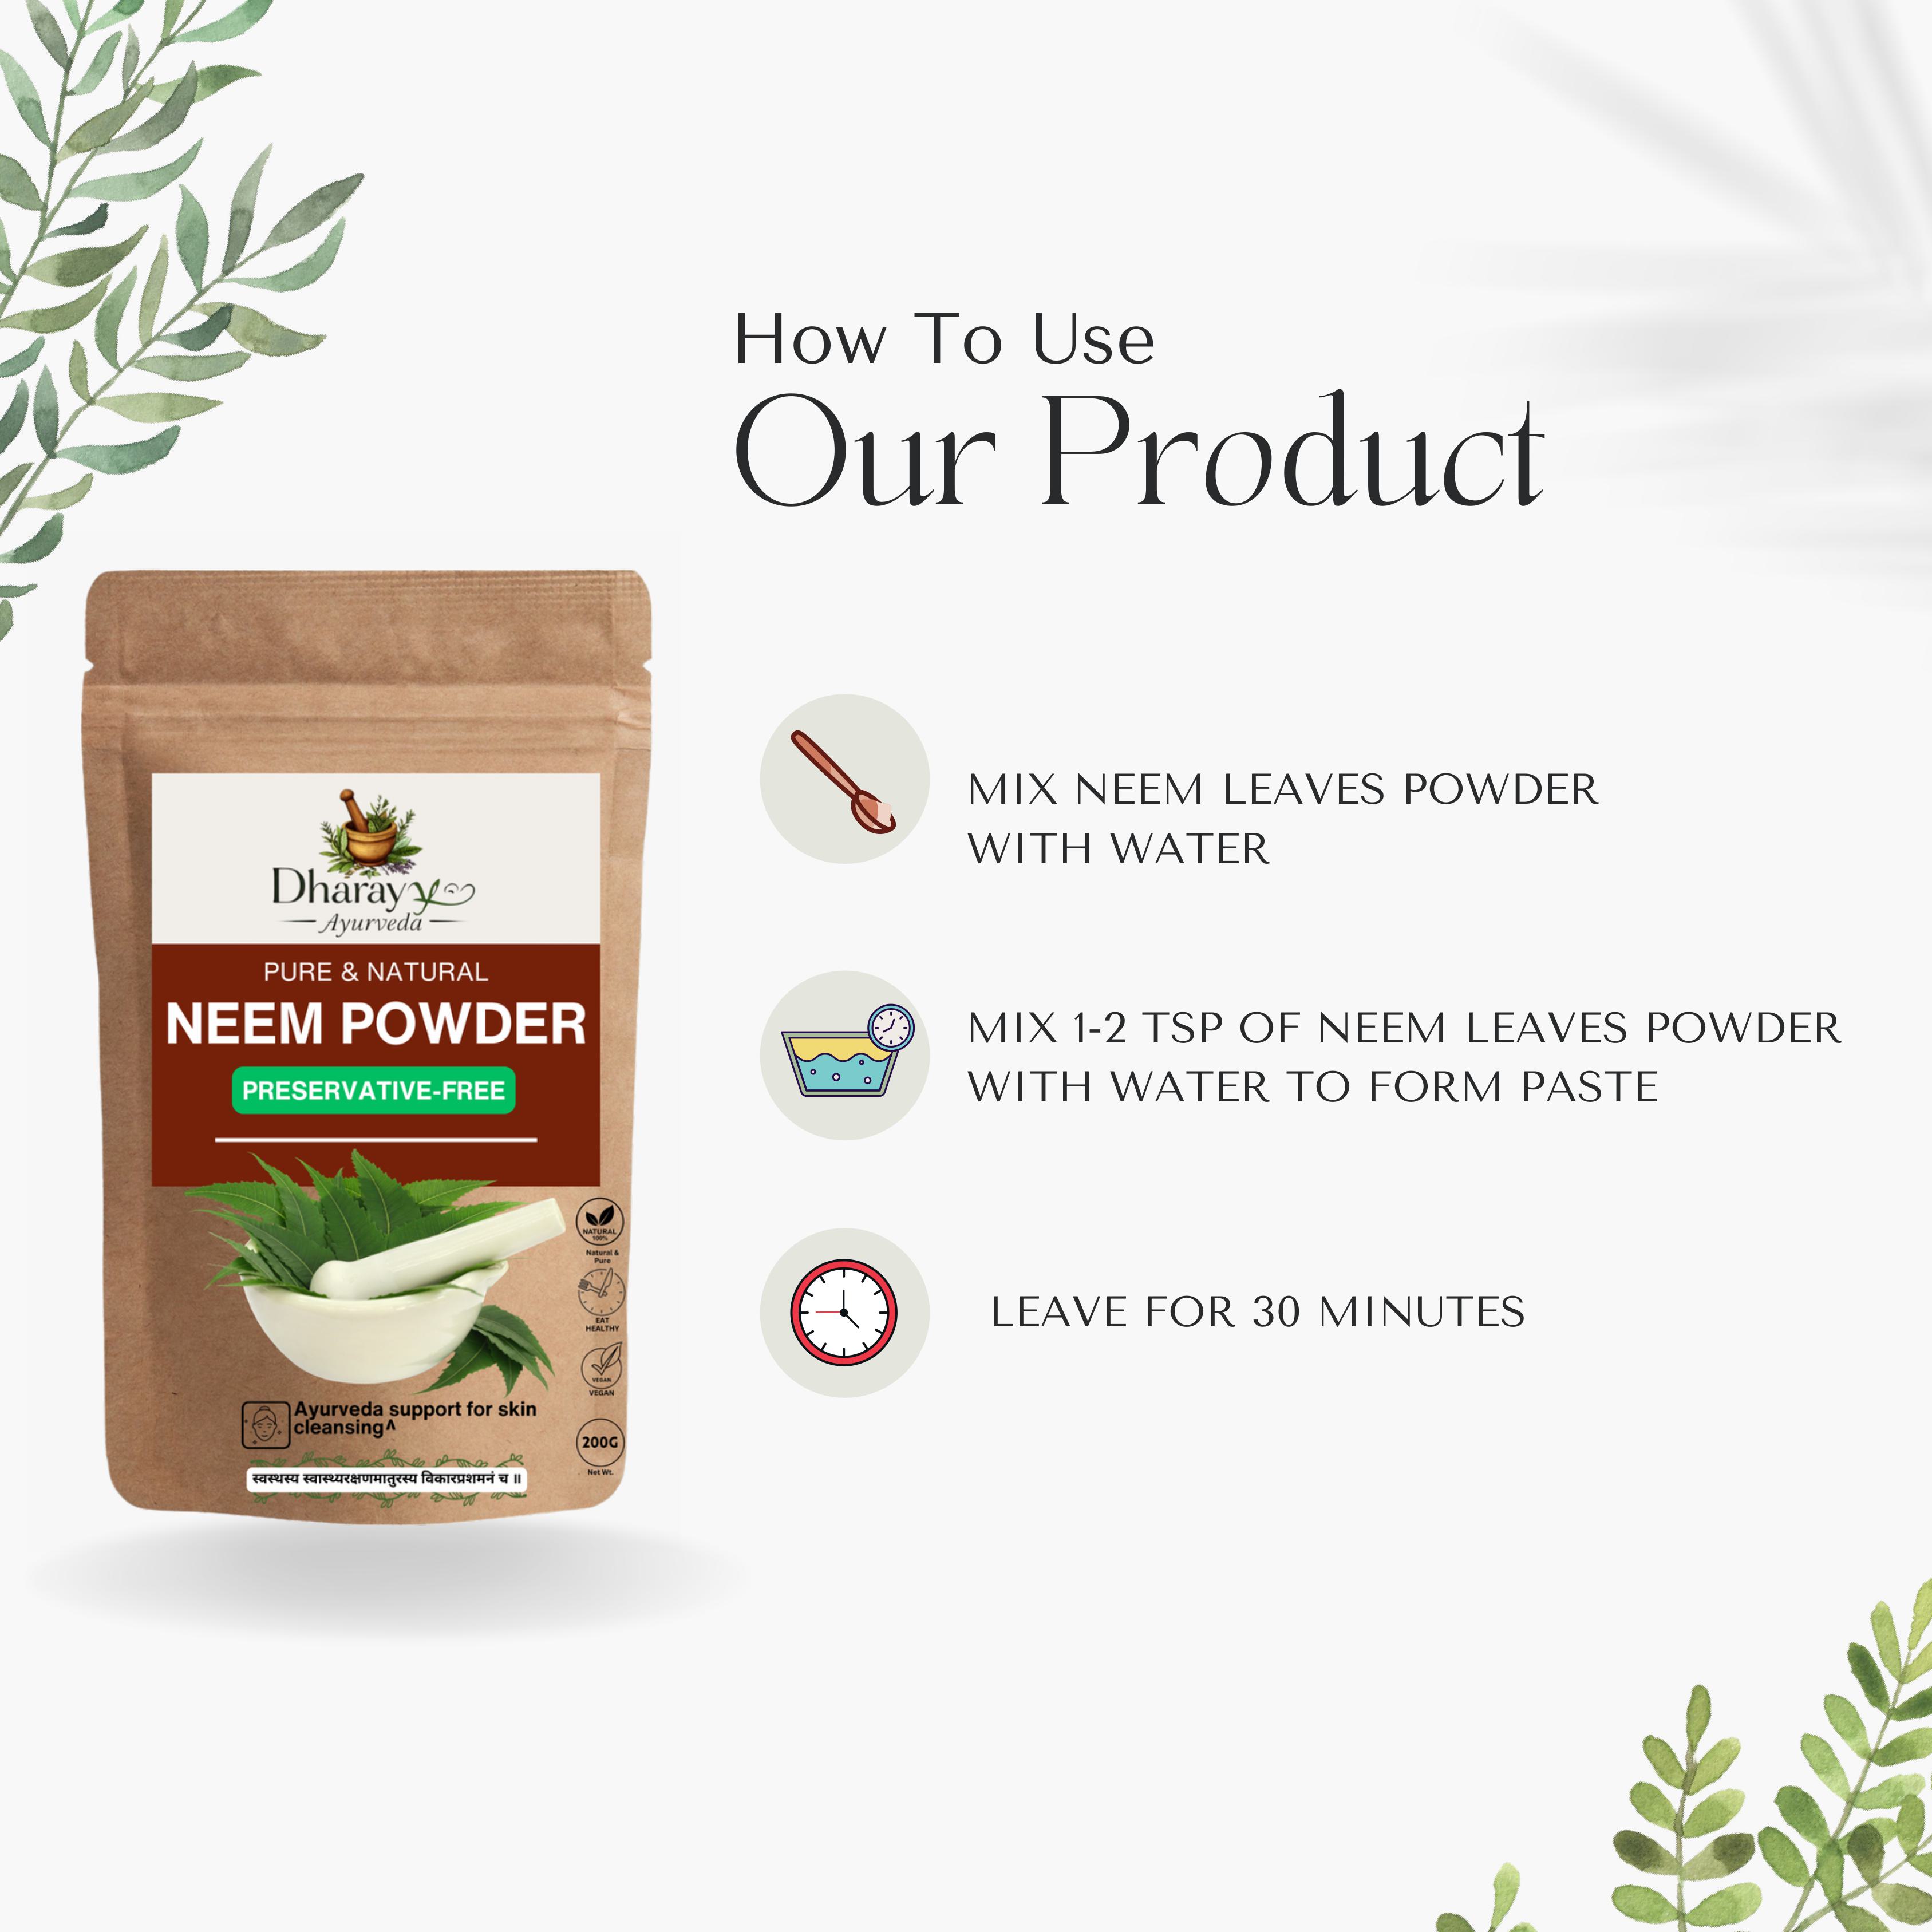 How To Use
Our Product
Dharay
Ayurveda
PURE & NATURAL
NEEM POWDER
PRESERVATIVE-FREE
NATURAL
100%
Natural &
Pure
EAT
HEALTHY
VEGAN
VEGAN
Ayurveda support for skin
cleansing^
200G
Net Wt.
स्वस्थस्य स्वास्थ्यरक्षणमातुरस्य विकारप्रशमनं च ॥
MIX NEEM LEAVES POWDER
WITH WATER
MIX 1-2 TSP OF NEEM LEAVES POWDER
WITH WATER TO FORM PASTE
LEAVE FOR 30 MINUTES